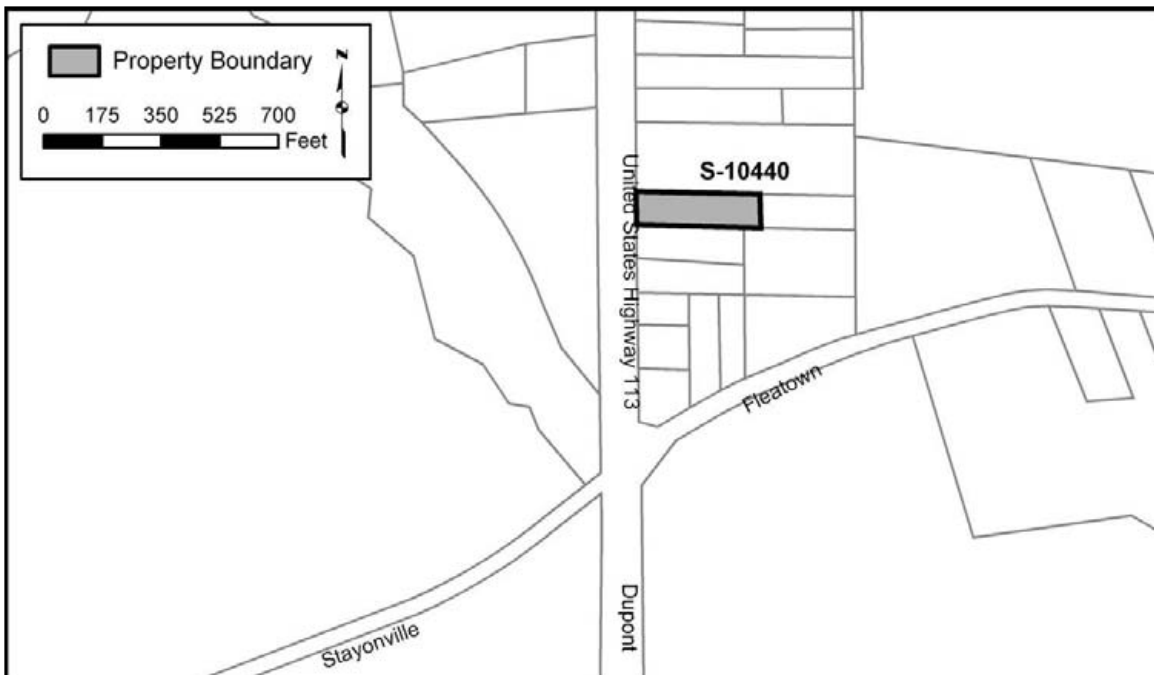 Property Boundary
N
0 175 350 525 700
Feet
S-10440
United States Highway 113
Fleatown
Dupont
Stayonville